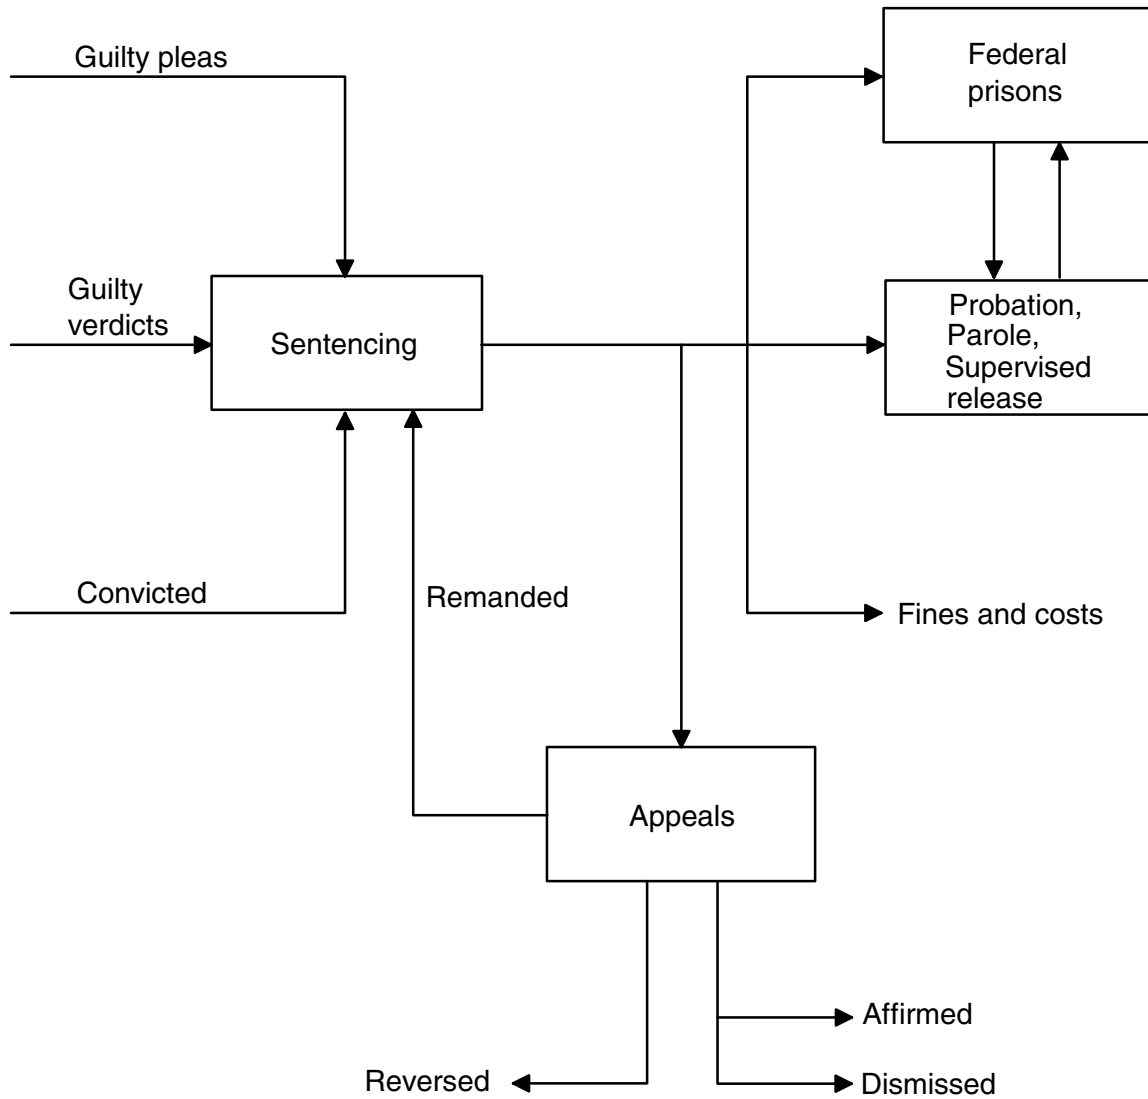 Guilty pleas
Federal
prisons
Guilty
verdicts
Sentencing
Probation,
Parole,
Supervised
release
Convicted
Remanded
Fines and costs
Appeals
Affirmed
Reversed
Dismissed